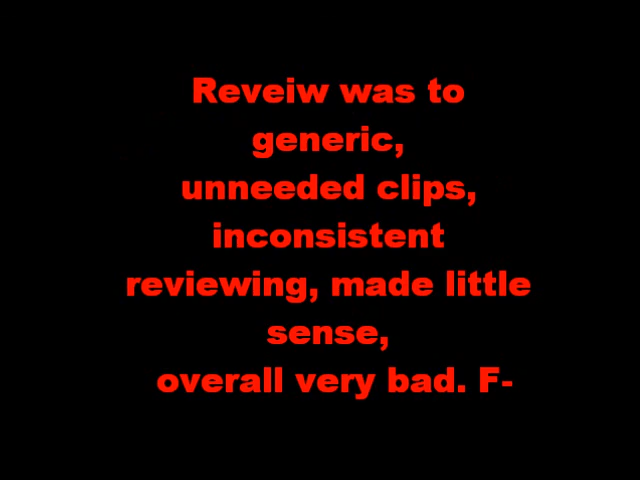 Reveiw was to
generic,
unneeded clips,
inconsistent
reviewing, made little
sense,
overall very bad. F-